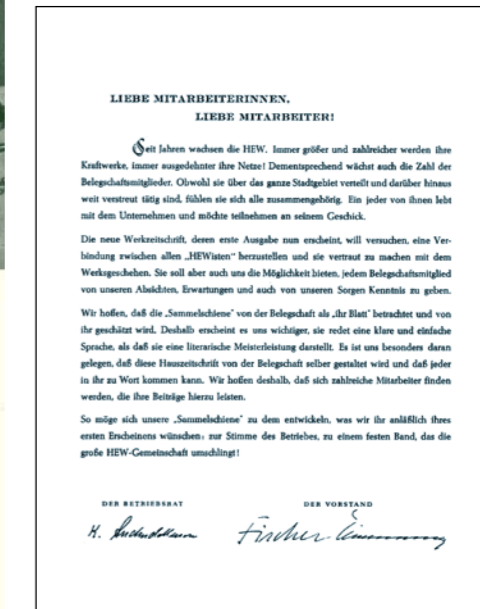 LIEBE MITARBEITERINNEN,
LIEBE MITARBEITER!
Seit Jahren wachsen die HEW. Immer größer und zahlreicher werden ihre
Kraftwerke, immer ausgedehnter ihre Netze! Dementsprechend wächst auch die Zahl der
Belegschaftsmitglieder. Obwohl sie über das ganze Stadtgebiet verteilt und darüber hinaus
weit verstreut tätig sind, fühlen sie sich alle zusammengehörig. Ein jeder von ihnen lebt
mit dem Unternehmen und möchte teilnehmen an seinem Geschick.
Die neue Werkzeitschrift, deren erste Ausgabe nun erscheint, will versuchen, eine Ver-
bindung zwischen allen „HEWisten" herzustellen und sie vertraut zu machen mit dem
Werksgeschehen. Sie soll aber auch uns die Möglichkeit bieten, jedem Belegschaftsmitglied
von unseren Absichten, Erwartungen und auch von unseren Sorgen Kenntnis zu geben.
Wir hoffen, daß die „Sammelschiene" von der Belegschaft als „ihr Blatt" betrachtet und von
ihr geschätzt wird. Deshalb erscheint es uns wichtiger, sie redet eine klare und einfache
Sprache, als daß sie eine literarische Meisterleistung darstellt. Es ist uns besonders daran
gelegen, daß diese Hauszeitschrift von der Belegschaft selber gestaltet wird und daß jeder
in ihr zu Wort kommen kann. Wir hoffen deshalb, daß sich zahlreiche Mitarbeiter finden
werden, die ihre Beiträge hierzu leisten.
So möge sich unsere „Sammelschiene" zu dem entwickeln, was wir ihr anläßlich ihres
ersten Erscheinens wünschen: zur Stimme des Betriebes, zu einem festen Band, das die
große HEW-Gemeinschaft umschlingt!
DER BETRIEBSRAT DER VORSTAND
H. Fischer